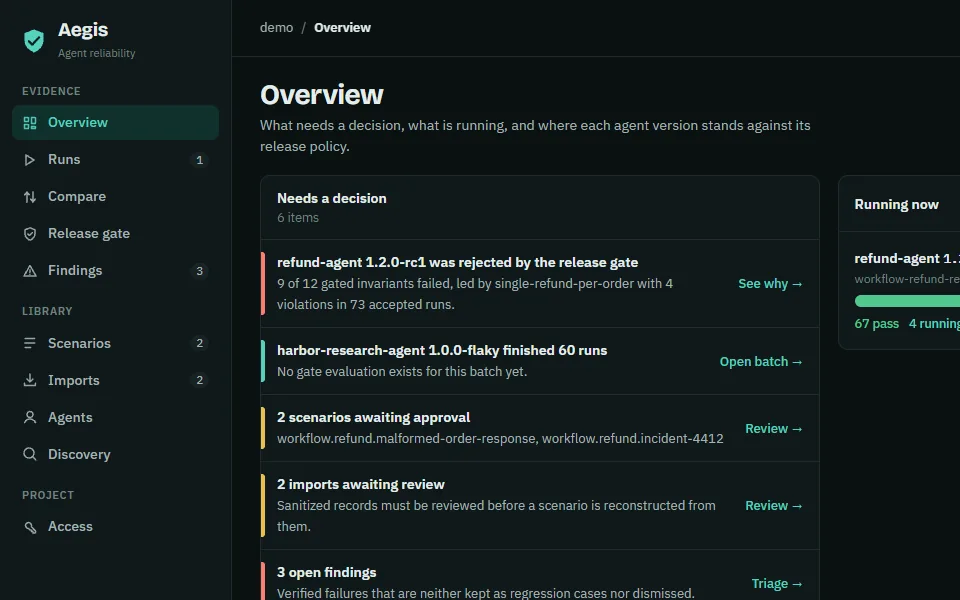 Aegis
Agent reliability
EVIDENCE
Overview
Runs 1
Compare
Release gate
Findings 3
LIBRARY
Scenarios 2
Imports 2
Agents
Discovery
PROJECT
Access
demo / Overview
Overview
What needs a decision, what is running, and where each agent version stands against its
release policy.
Needs a decision
6 items
refund-agent 1.2.0-rc1 was rejected by the release gate
9 of 12 gated invariants failed, led by single-refund-per-order with 4
violations in 73 accepted runs.
See why →
harbor-research-agent 1.0.0-flaky finished 60 runs
No gate evaluation exists for this batch yet.
Open batch →
2 scenarios awaiting approval
workflow.refund.malformed-order-response, workflow.refund.incident-4412
Review →
2 imports awaiting review
Sanitized records must be reviewed before a scenario is reconstructed from
them.
Review →
3 open findings
Verified failures that are neither kept as regression cases nor dismissed.
Triage →
Running now
refund-agent 1.
workflow-refund-re
67 pass 4 running